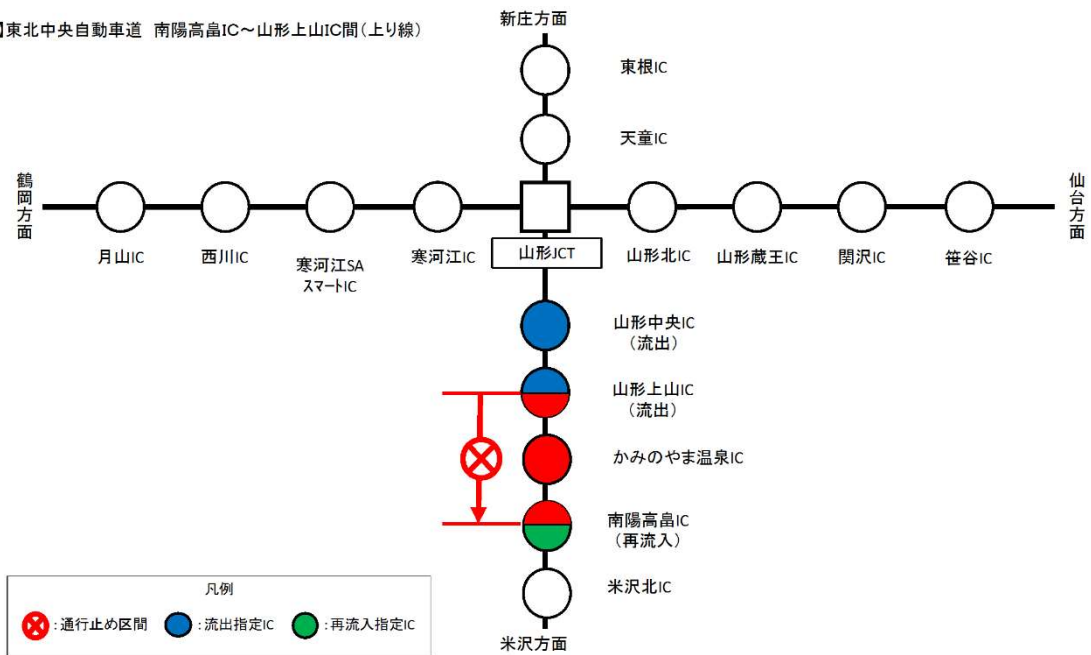 】東北中央自動車道 南陽高畠IC～山形上山IC間(上り線)
新庄方面
東根IC
天童IC
鶴岡方面
仙台方面
月山IC
西川IC
寒河江SA
スマートIC
寒河江IC
山形JCT
山形北IC
山形蔵王IC
関沢IC
笹谷IC
山形中央IC
(流出)
山形上山IC
(流出)
かみのやま温泉IC
南陽高畠IC
(再流入)
米沢北IC
米沢方面
凡例
:通行止め区間
:流出指定IC
:再流入指定IC